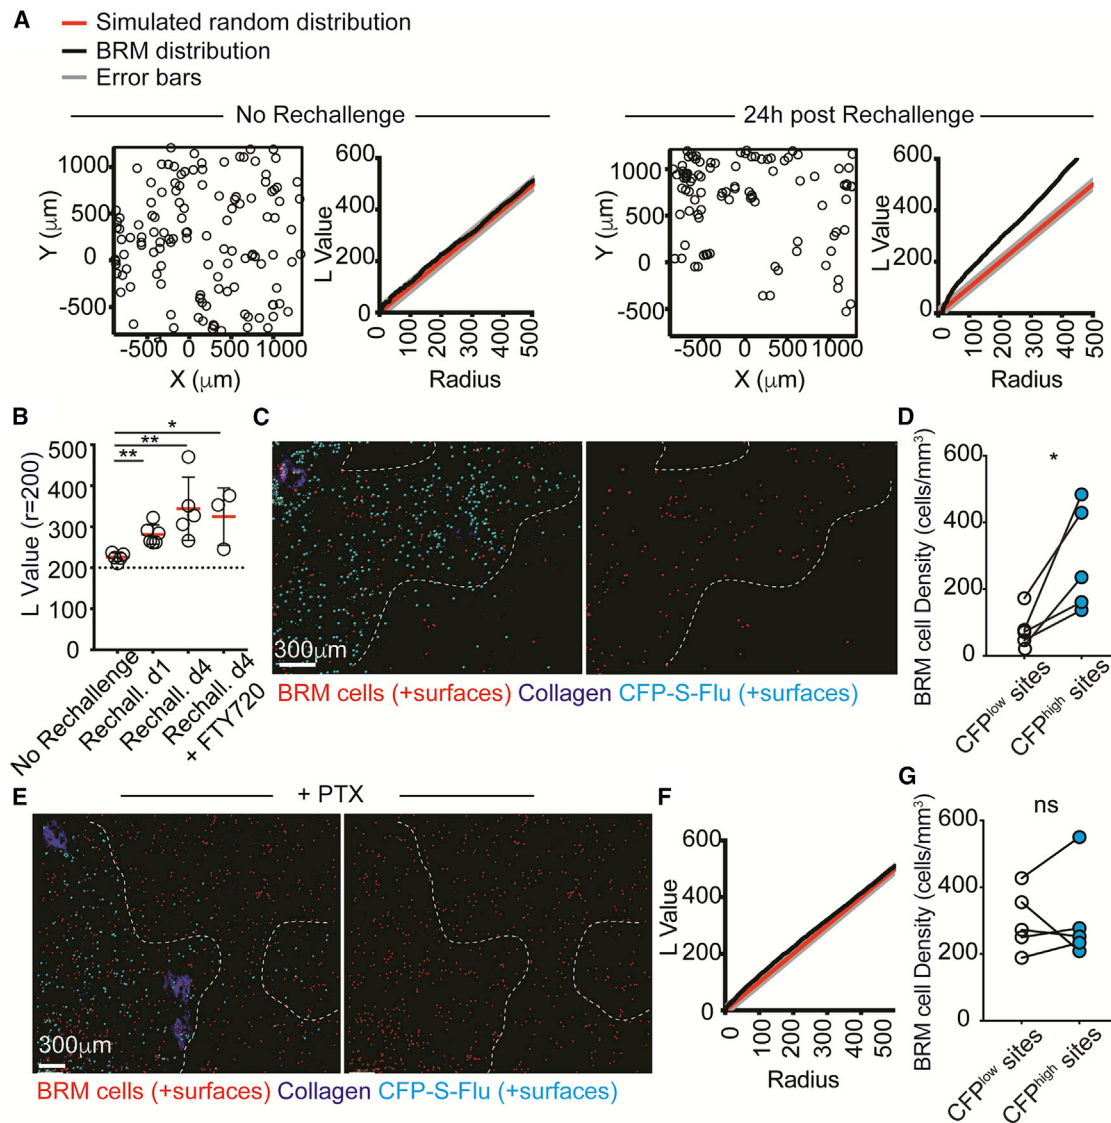 A
Simulated random distribution
BRM distribution
Error bars
No Rechallenge
24h post Rechallenge
1000
500
0
-500
Y (μm)
-500 0 500 1000
X (μm)
600
400
200
0
L Value
0 100 200 300 400 500
Radius
1000
500
0
-500
Y (μm)
-500 0 500 1000
X (μm)
600
400
200
0
L Value
0 100 200 300 400 500
Radius
B
* 
**
**
500
400
300
200
100
0
L Value (r=200)
No Rechallenge
Rechall. d1
Rechall. d4
Rechall. d4
+ FTY720
C
300μm
BRM cells (+surfaces) Collagen CFP-S-Flu (+surfaces)
D
*
600
400
200
0
BRM cell Density (cells/mm³)
CFPlow sites
CFPhigh sites
E
+ PTX
300μm
BRM cells (+surfaces) Collagen CFP-S-Flu (+surfaces)
F
600
400
200
0
L Value
0 100 200 300 400 500
Radius
G
ns
600
400
200
0
BRM cell Density (cells/mm³)
CFPlow sites
CFPhigh sites